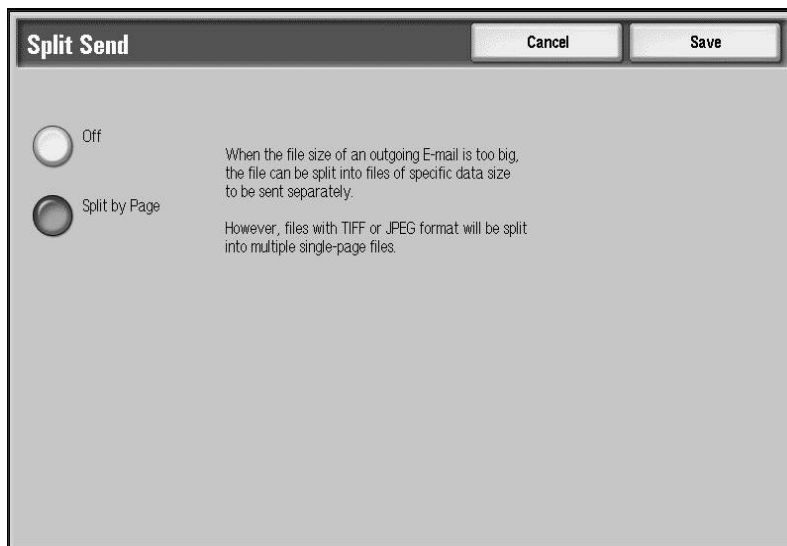 Split Send
Cancel
Save
Off
Split by Page
When the file size of an outgoing E-mail is too big,
the file can be split into files of specific data size
to be sent separately.
However, files with TIFF or JPEG format will be split
into multiple single-page files.